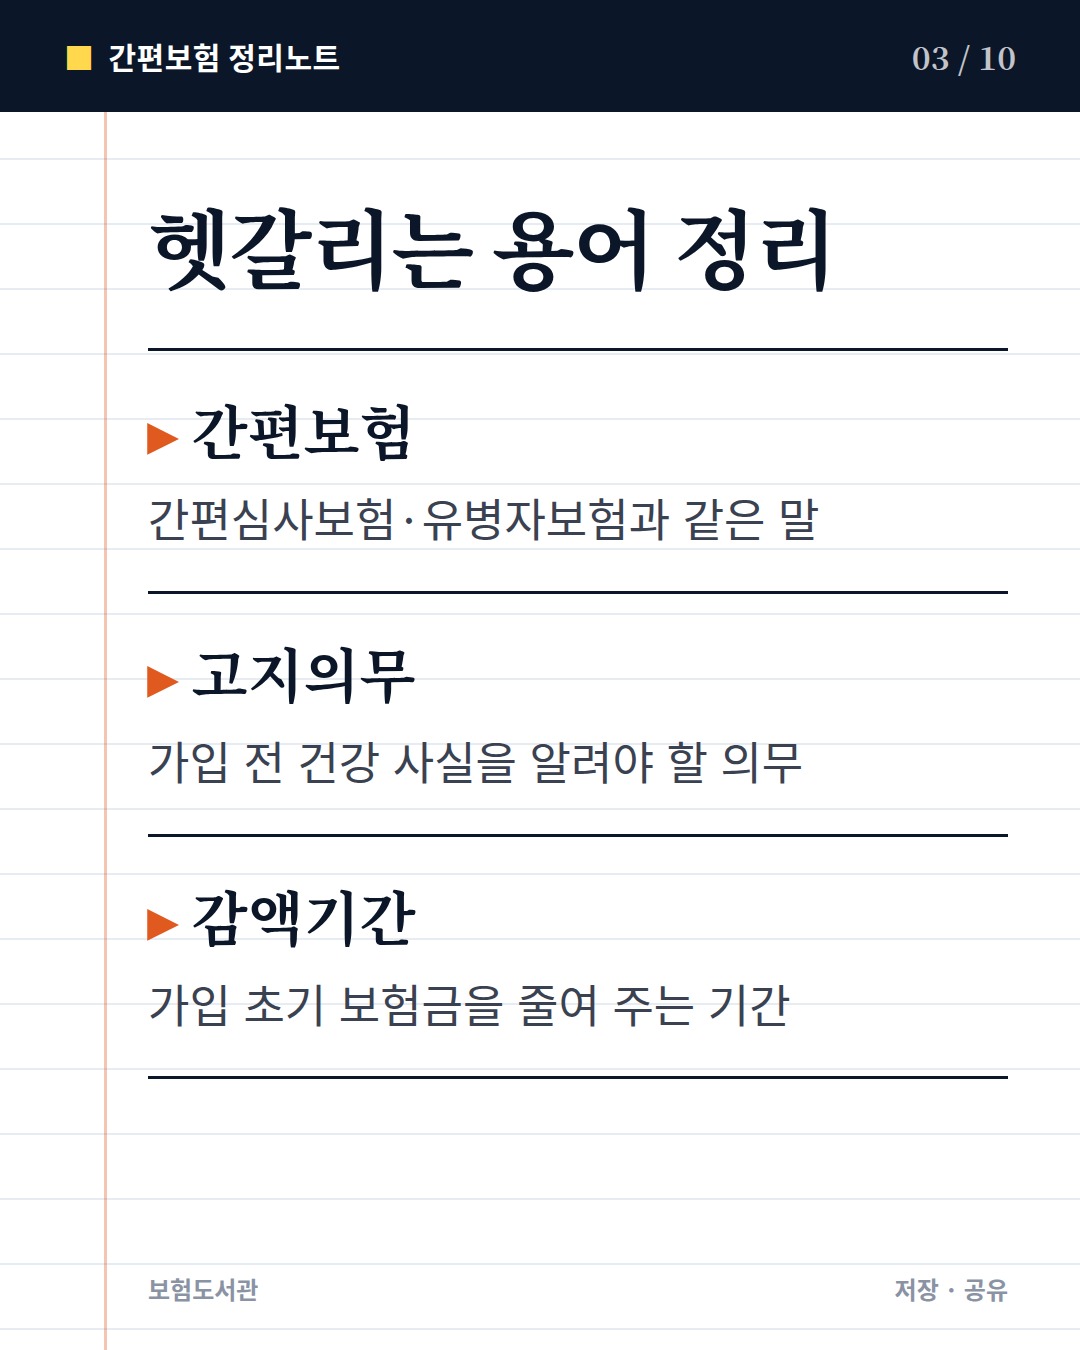 ■ 간편보험 정리노트
03 / 10
헷갈리는 용어 정리
▶ 간편보험
간편심사보험·유병자보험과 같은 말
▶ 고지의무
가입 전 건강 사실을 알려야 할 의무
▶ 감액기간
가입 초기 보험금을 줄여 주는 기간
보험도서관
저장 · 공유